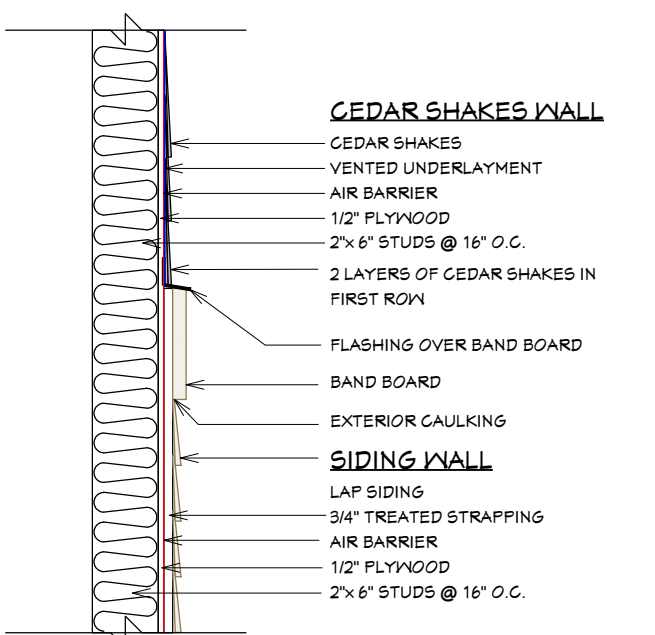 CEDAR SHAKES WALL
CEDAR SHAKES
VENTED UNDERLAYMENT
AIR BARRIER
1/2" PLYWOOD
2"x 6" STUDS @ 16" O.C.
2 LAYERS OF CEDAR SHAKES IN
FIRST ROW
FLASHING OVER BAND BOARD
BAND BOARD
EXTERIOR CAULKING
SIDING WALL
LAP SIDING
3/4" TREATED STRAPPING
AIR BARRIER
1/2" PLYWOOD
2"x 6" STUDS @ 16" O.C.